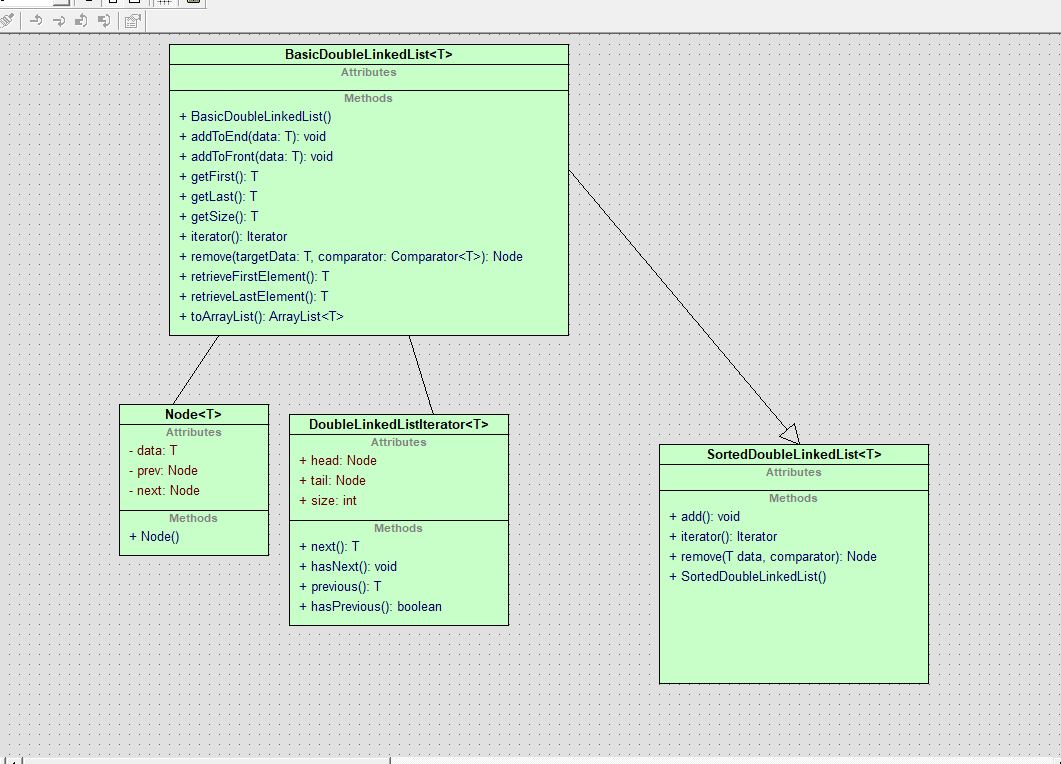 BasicDoubleLinkedList<T>
Attributes
Methods
+ BasicDoubleLinkedList()
+ addToEnd(data: T): void
+ addToFront(data: T): void
+ getFirst(): T
+ getLast(): T
+ getSize(): T
+ iterator(): Iterator
+ remove(targetData: T, comparator: Comparator<T>): Node
+ retrieveFirstElement(): T
+ retrieveLastElement(): T
+ toArrayList(): ArrayList<T>
Node<T>
Attributes
- data: T
- prev: Node
- next: Node
Methods
+ Node()
DoubleLinkedListIterator<T>
Attributes
+ head: Node
+ tail: Node
+ size: int
Methods
+ next(): T
+ hasNext(): void
+ previous(): T
+ hasPrevious(): boolean
SortedDoubleLinkedList<T>
Attributes
Methods
+ add(): void
+ iterator(): Iterator
+ remove(T data, comparator): Node
+ SortedDoubleLinkedList()